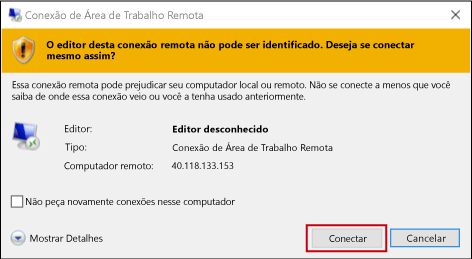 Conexão de Área de Trabalho Remota
O editor desta conexão remota não pode ser identificado. Deseja se conectar
mesmo assim?
Essa conexão remota pode prejudicar seu computador local ou remoto. Não se conecte a menos que você
saiba de onde essa conexão veio ou você a tenha usado anteriormente.
Editor: Editor desconhecido
Tipo: Conexão de Área de Trabalho Remota
Computador remoto: 40.118.133.153
Não peça novamente conexões nesse computador
Mostrar Detalhes Conectar Cancelar